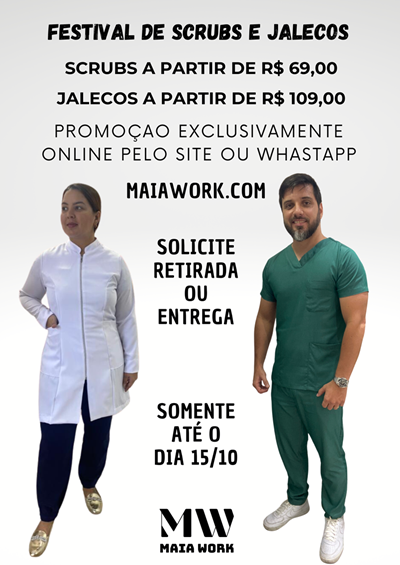 FESTIVAL DE SCRUBS E JALECOS
SCRUBS A PARTIR DE R$ 69,00
JALECOS A PARTIR DE R$ 109,00
PROMOÇAO EXCLUSIVAMENTE
ONLINE PELO SITE OU WHASTAPP
MAIAWORK.COM
SOLICITE
RETIRADA
OU
ENTREGA
SOMENTE
ATÉ O
DIA 15/10
MW
MAIA WORK